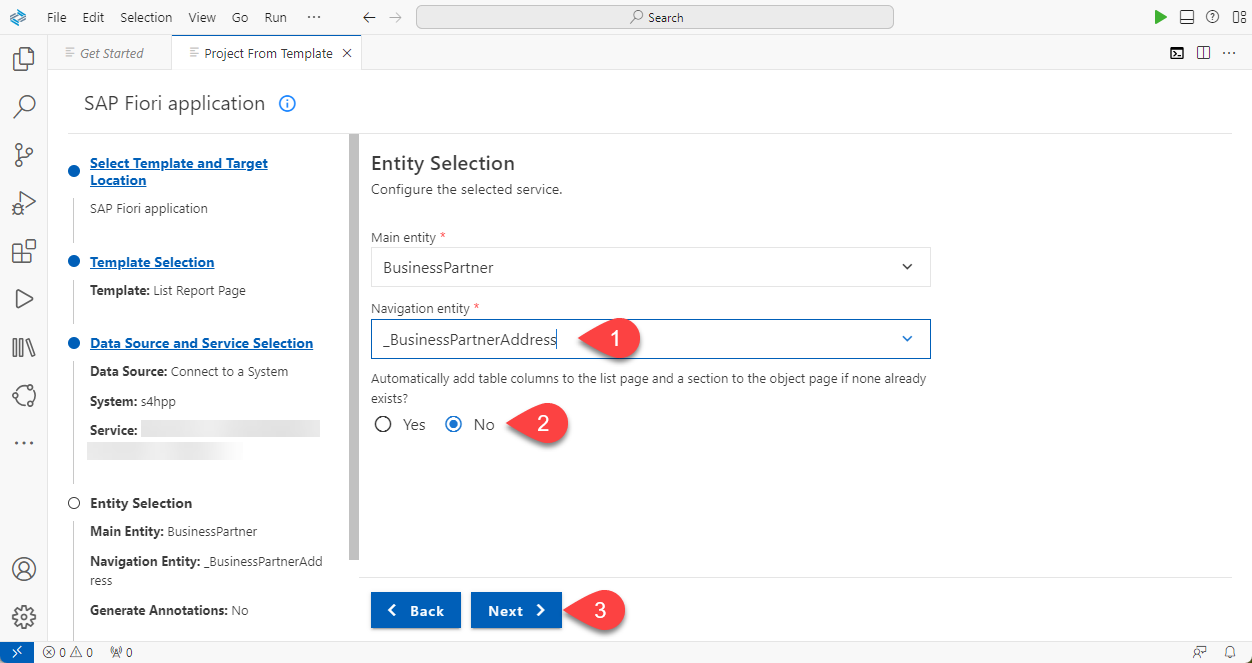 File Edit Selection View Go Run ··· Search
Get Started Project From Template
SAP Fiori application
Select Template and Target
Location
SAP Fiori application
Template Selection
Template: List Report Page
Data Source and Service Selection
Data Source: Connect to a System
System: s4hpp
Service:
Entity Selection
Main Entity: BusinessPartner
Navigation Entity: _BusinessPartnerAdd
ress
Generate Annotations: No
Entity Selection
Configure the selected service.
Main entity *
BusinessPartner
Navigation entity *
_BusinessPartnerAddress 1
Automatically add table columns to the list page and a section to the object page if none already
exists?
Yes No 2
Back Next 3
0 0 0